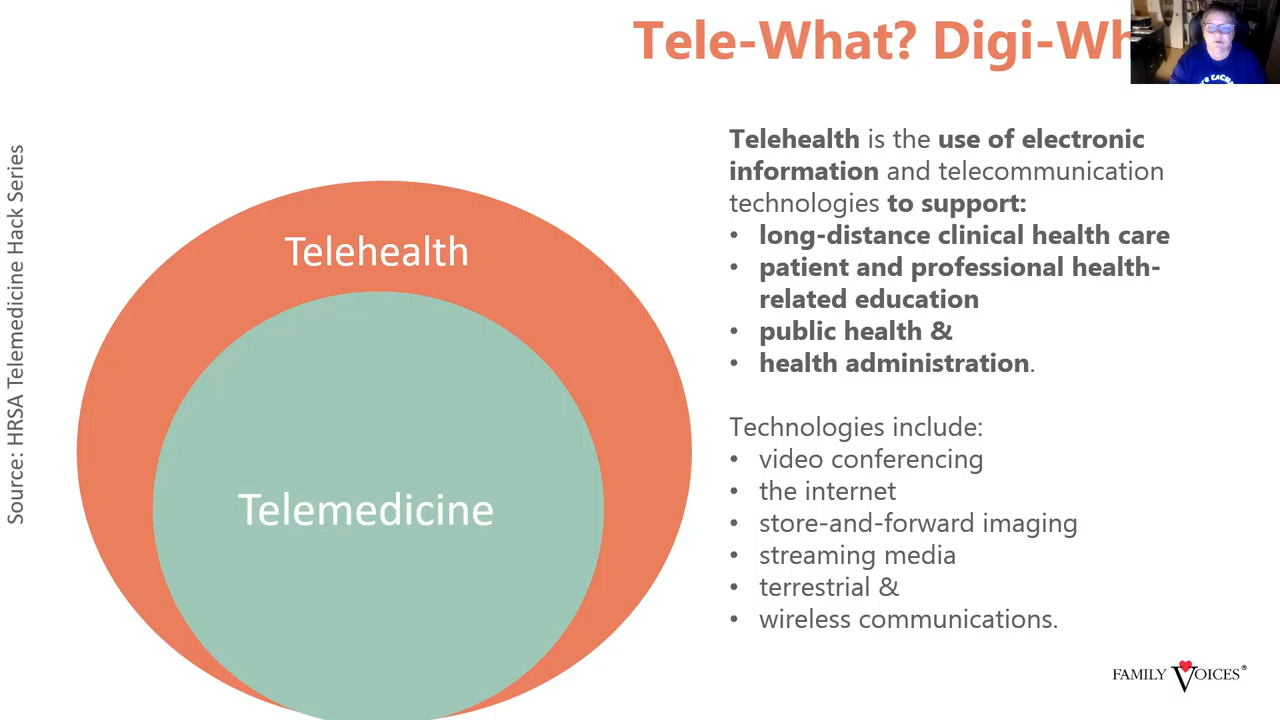 Tele-What? Digi-Wh
Source: HRSA Telemedicine Hack Series
Telehealth
Telemedicine
Telehealth is the use of electronic
information and telecommunication
technologies to support:
• long-distance clinical health care
• patient and professional health-
related education
• public health &
• health administration.
Technologies include:
• video conferencing
• the internet
• store-and-forward imaging
• streaming media
• terrestrial &
• wireless communications.
FAMILY VOICES®